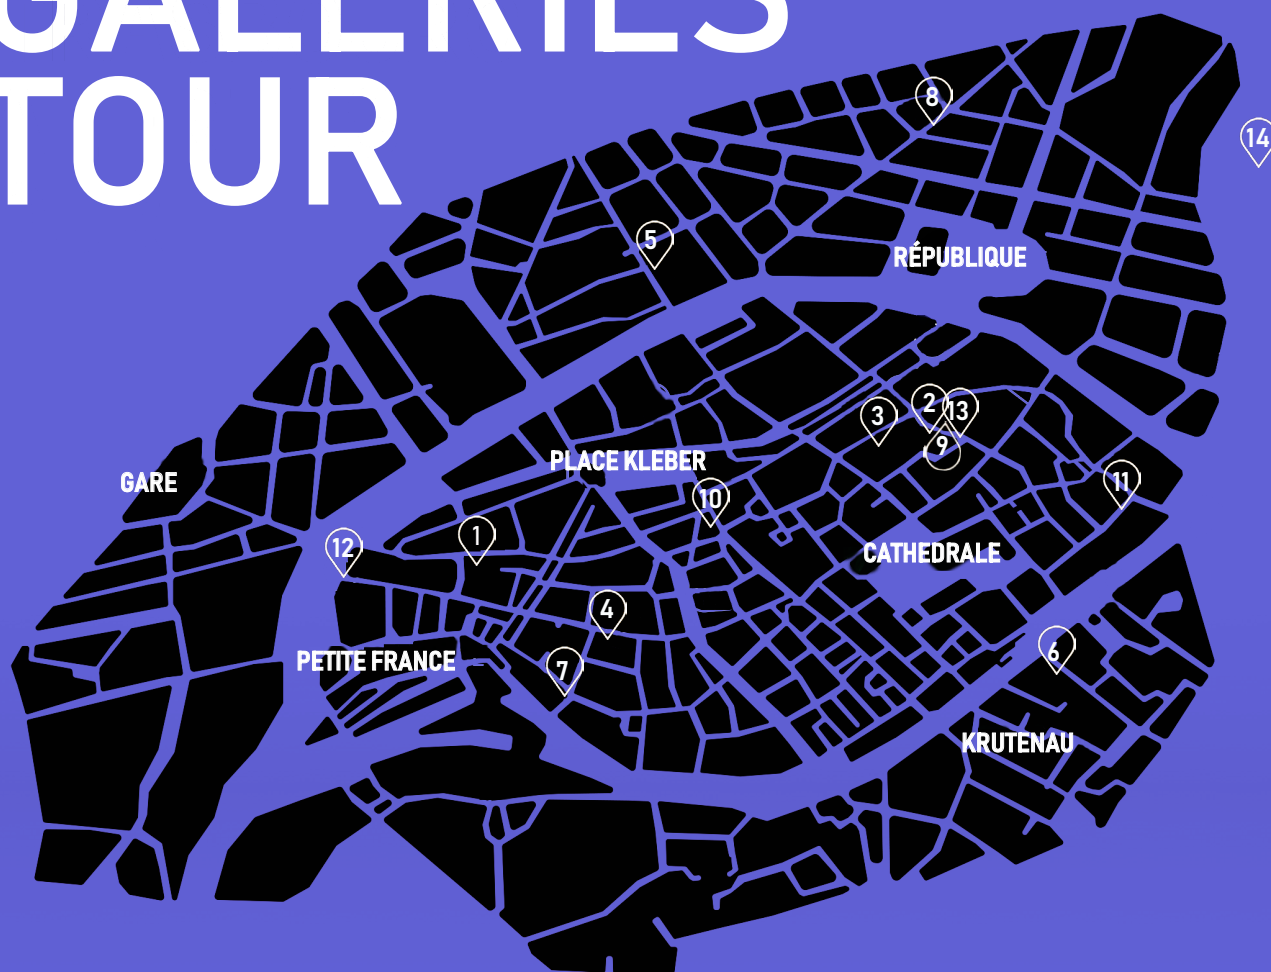 GALERIES
TOUR
8
14
5
RÉPUBLIQUE
2
13
3
9
PLACE KLEBER
GARE
11
10
1
12
CATHEDRALE
4
6
PETITE FRANCE
7
KRUTENAU